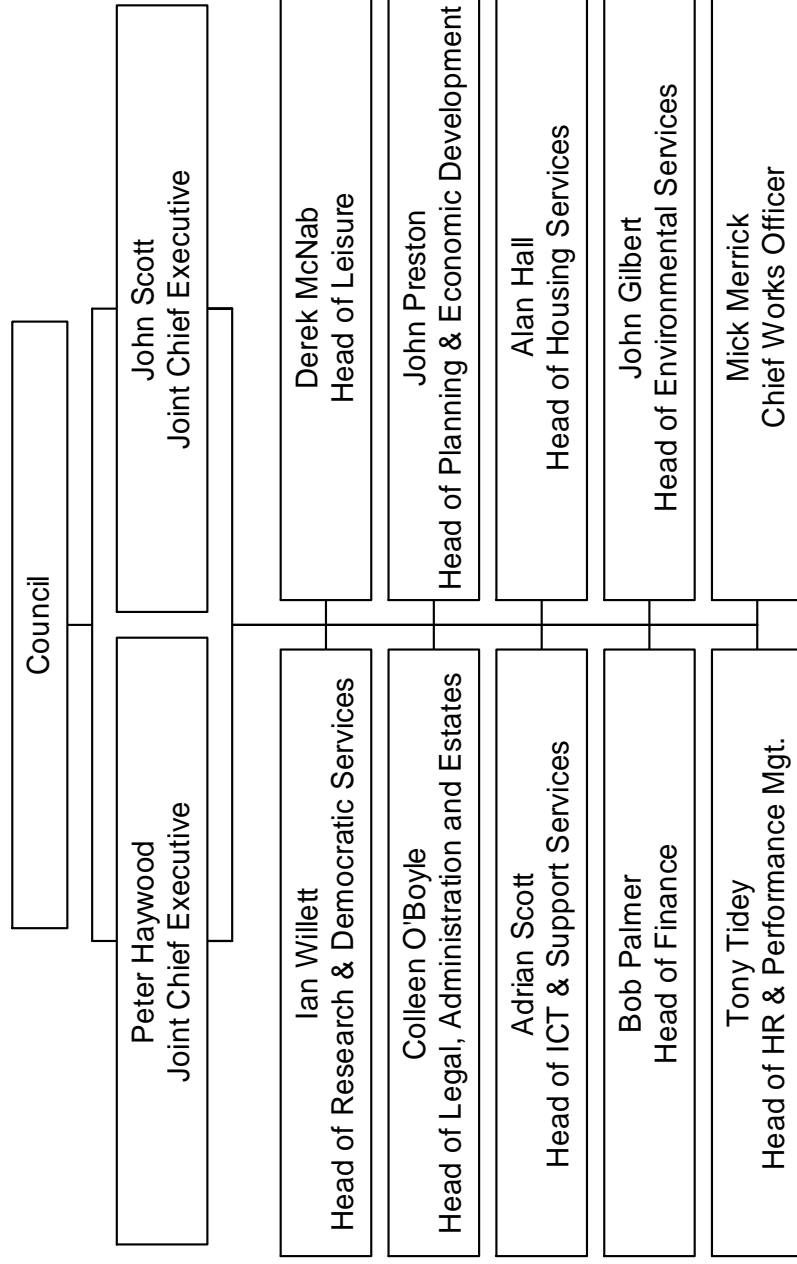 Council
Peter Haywood
Joint Chief Executive
John Scott
Joint Chief Executive
Ian Willett
Head of Research & Democratic Services
Derek McNab
Head of Leisure
Colleen O'Boyle
Head of Legal, Administration and Estates
John Preston
Head of Planning & Economic Development
Adrian Scott
Head of ICT & Support Services
Alan Hall
Head of Housing Services
Bob Palmer
Head of Finance
John Gilbert
Head of Environmental Services
Tony Tidey
Head of HR & Performance Mgt.
Mick Merrick
Chief Works Officer